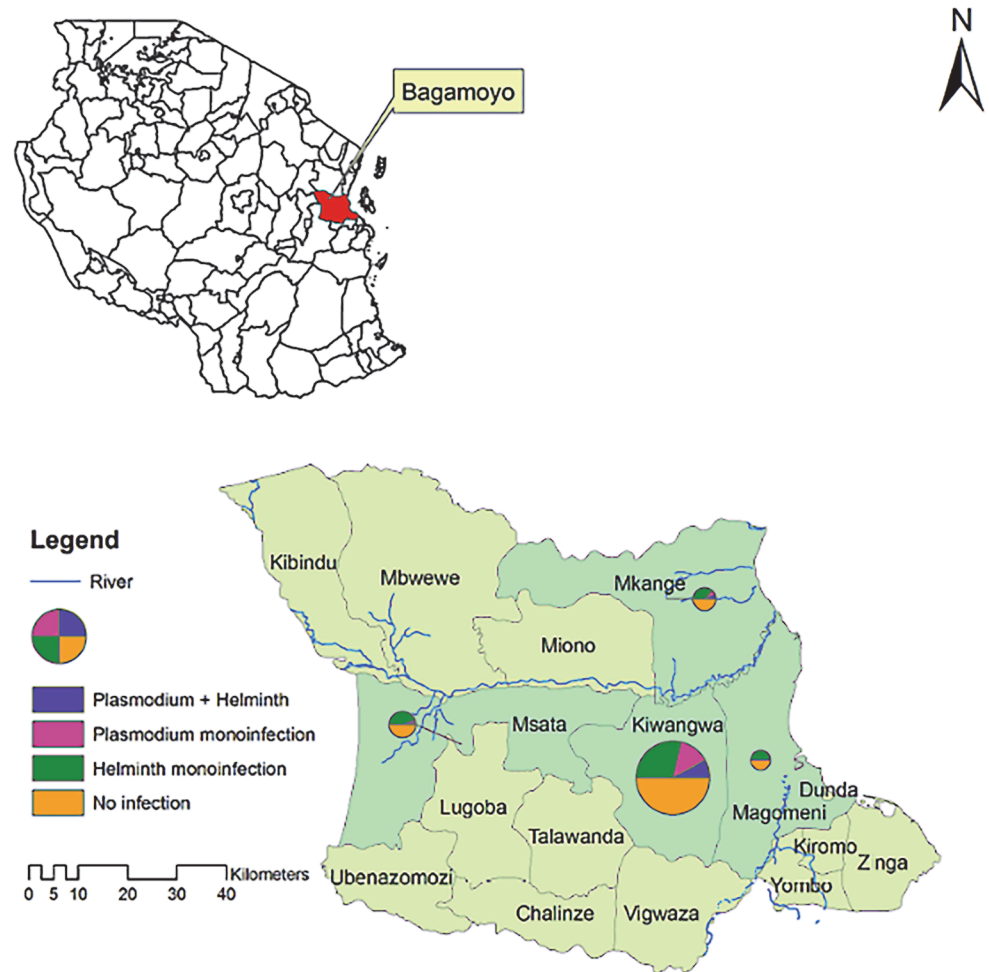 N
Bagamoyo
Legend
River
Plasmodium + Helminth
Plasmodium monoinfection
Helminth monoinfection
No infection
0 5 10 20 30 40 Kilometers
Kibindu
Mbwewe
Mkange
Miono
Msata
Kiwangwa
Dunda
Magomeni
Lugoba
Talawanda
Kiromo
Zinga
Ubenazomozi
Yombo
Chalinze
Vigwaza